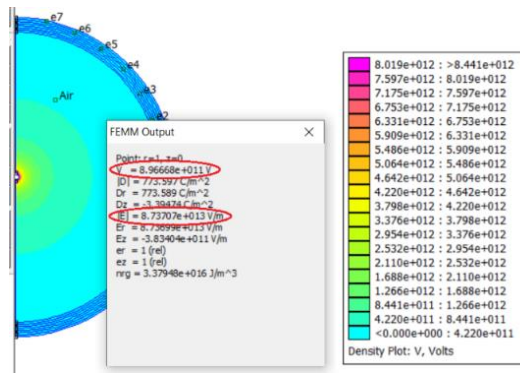 e7
e6
e5
e4
e3
e2
Air
FEMM Output
Point: r=1, z=0
V = 8.96668e+011 V
|D| = 773.597 C/m^2
Dr = 773.589 C/m^2
Dz = -3.39474 C/m^2
|E| = 8.73707e+013 V/m
Er = 8.73699e+013 V/m
Ez = -3.83404e+011 V/m
er = 1 (rel)
ez = 1 (rel)
nrg = 3.37948e+016 J/m^3
8.019e+012 : >8.441e+012
7.597e+012 : 8.019e+012
7.175e+012 : 7.597e+012
6.753e+012 : 7.175e+012
6.331e+012 : 6.753e+012
5.909e+012 : 6.331e+012
5.486e+012 : 5.909e+012
5.064e+012 : 5.486e+012
4.642e+012 : 5.064e+012
4.220e+012 : 4.642e+012
3.798e+012 : 4.220e+012
3.376e+012 : 3.798e+012
2.954e+012 : 3.376e+012
2.532e+012 : 2.954e+012
2.110e+012 : 2.532e+012
1.688e+012 : 2.110e+012
1.266e+012 : 1.688e+012
8.441e+011 : 1.266e+012
4.220e+011 : 8.441e+011
<0.000e+000 : 4.220e+011
Density Plot: V, Volts